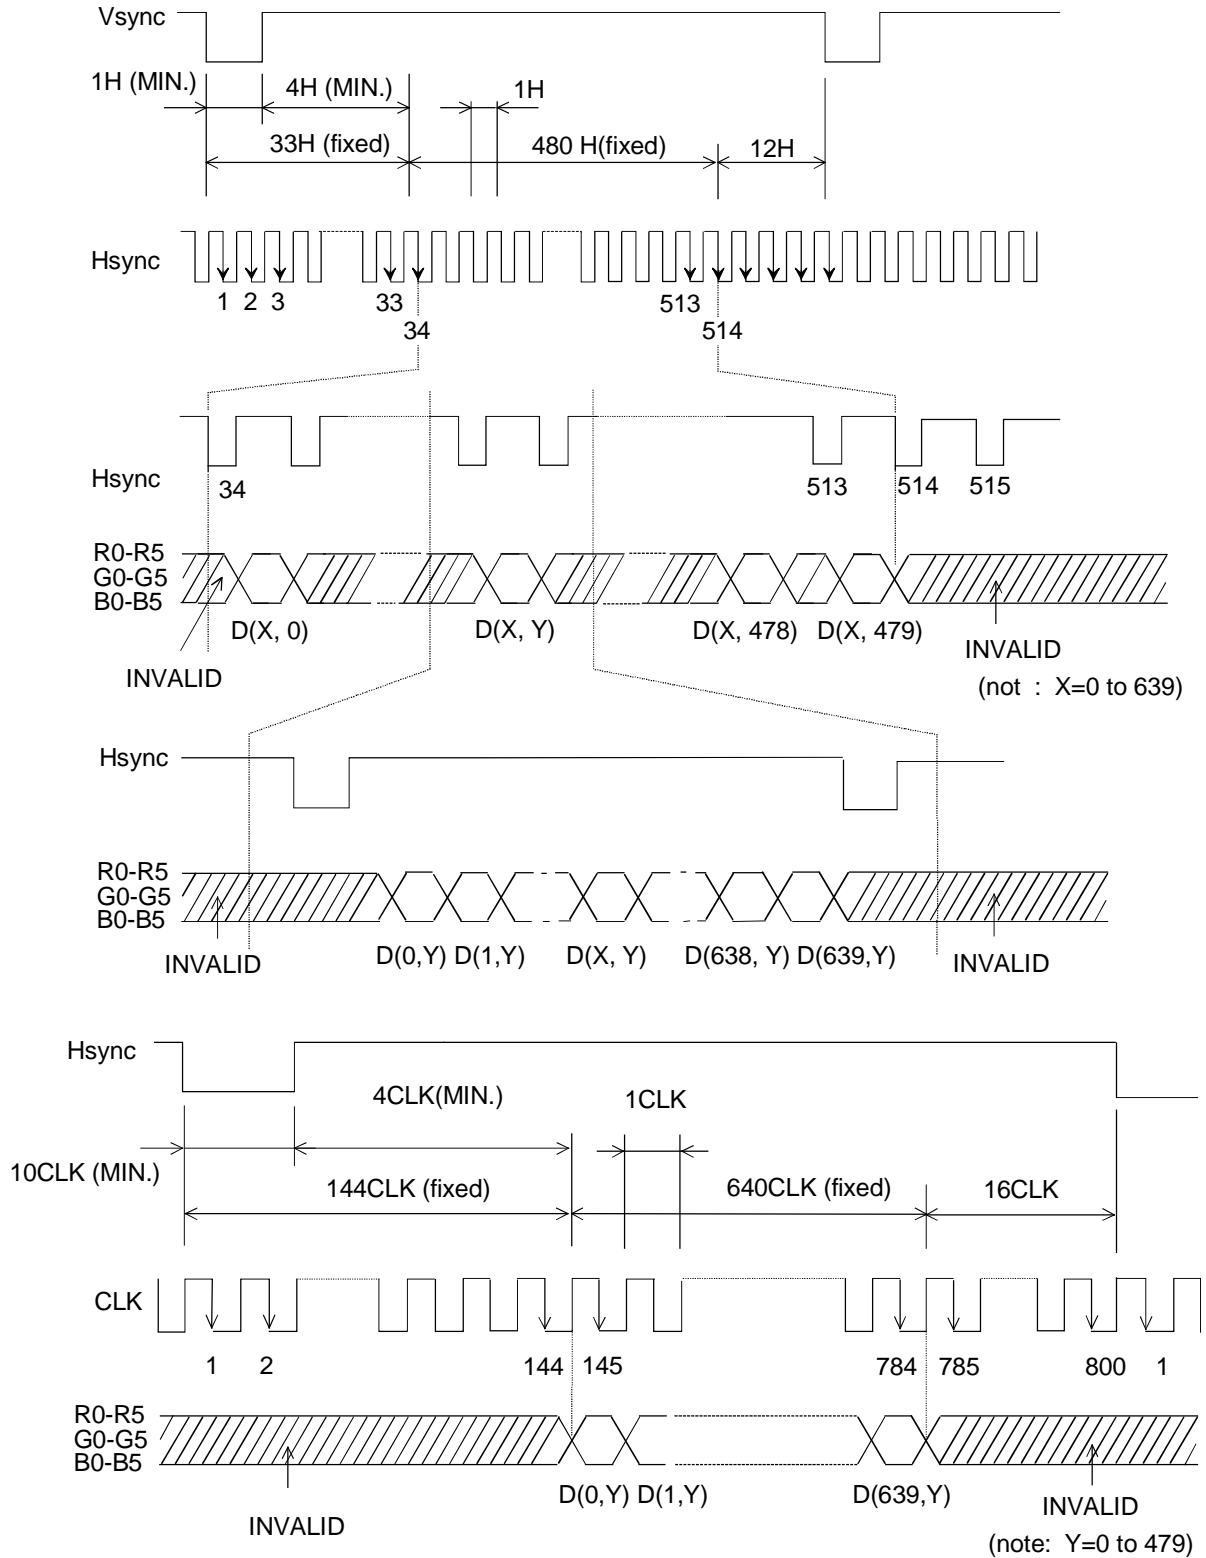 Vsync
1H (MIN.)
4H (MIN.)
1H
33H (fixed)
480 H(fixed)
12H
Hsync
1 2 3
33
513
34
514
Hsync
34
513
514
515
R0-R5
G0-G5
B0-B5
D(X, 0)
D(X, Y)
D(X, 478)
D(X, 479)
INVALID
INVALID
(not : X=0 to 639)
Hsync
R0-R5
G0-G5
B0-B5
D(0,Y) D(1,Y)
D(X, Y)
D(638, Y) D(639,Y)
INVALID
INVALID
Hsync
4CLK(MIN.)
1CLK
10CLK (MIN.)
144CLK (fixed)
640CLK (fixed)
16CLK
CLK
1
2
144
145
784
785
800
1
R0-R5
G0-G5
B0-B5
D(0,Y) D(1,Y)
D(639,Y)
INVALID
INVALID
(note: Y=0 to 479)